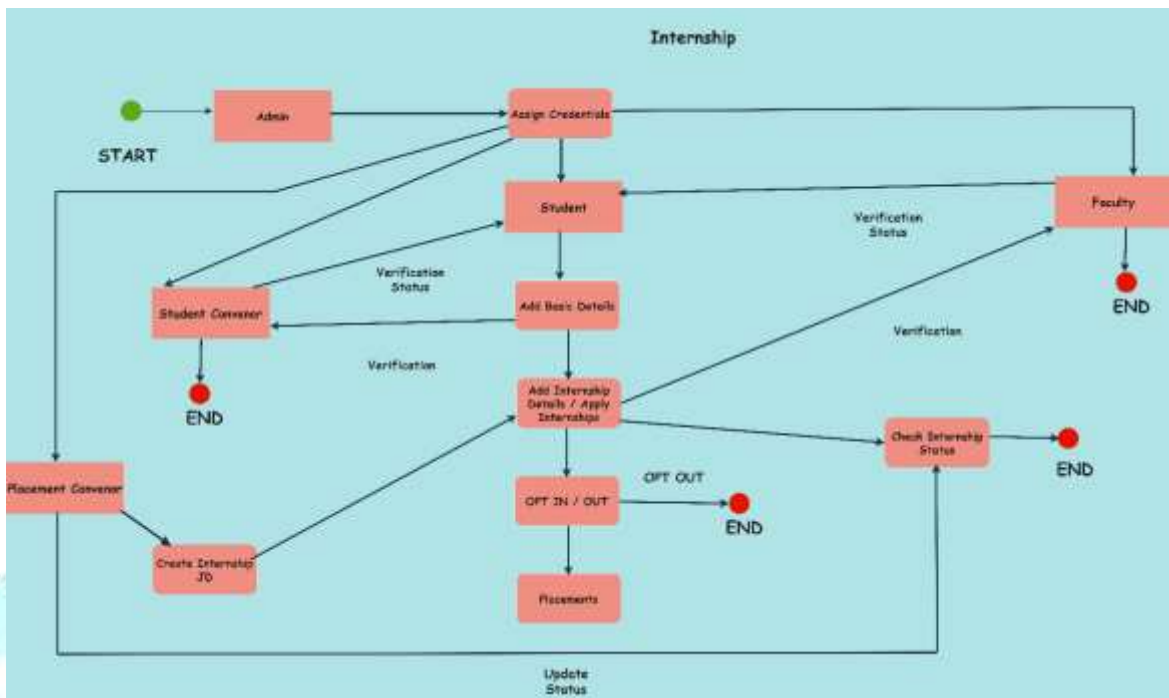 Internship
Admin
Assign Credentials
START
Student
Faculty
Verification
Status
Verification
Status
Student Convenor
Add Basic Details
END
Verification
Verification
END
Add Internship
Details / Apply
Internships
Check Internship
Status
END
Placement Convenor
OPT IN / OUT
OPT OUT
END
Create Internship
JD
Placements
Update
Status